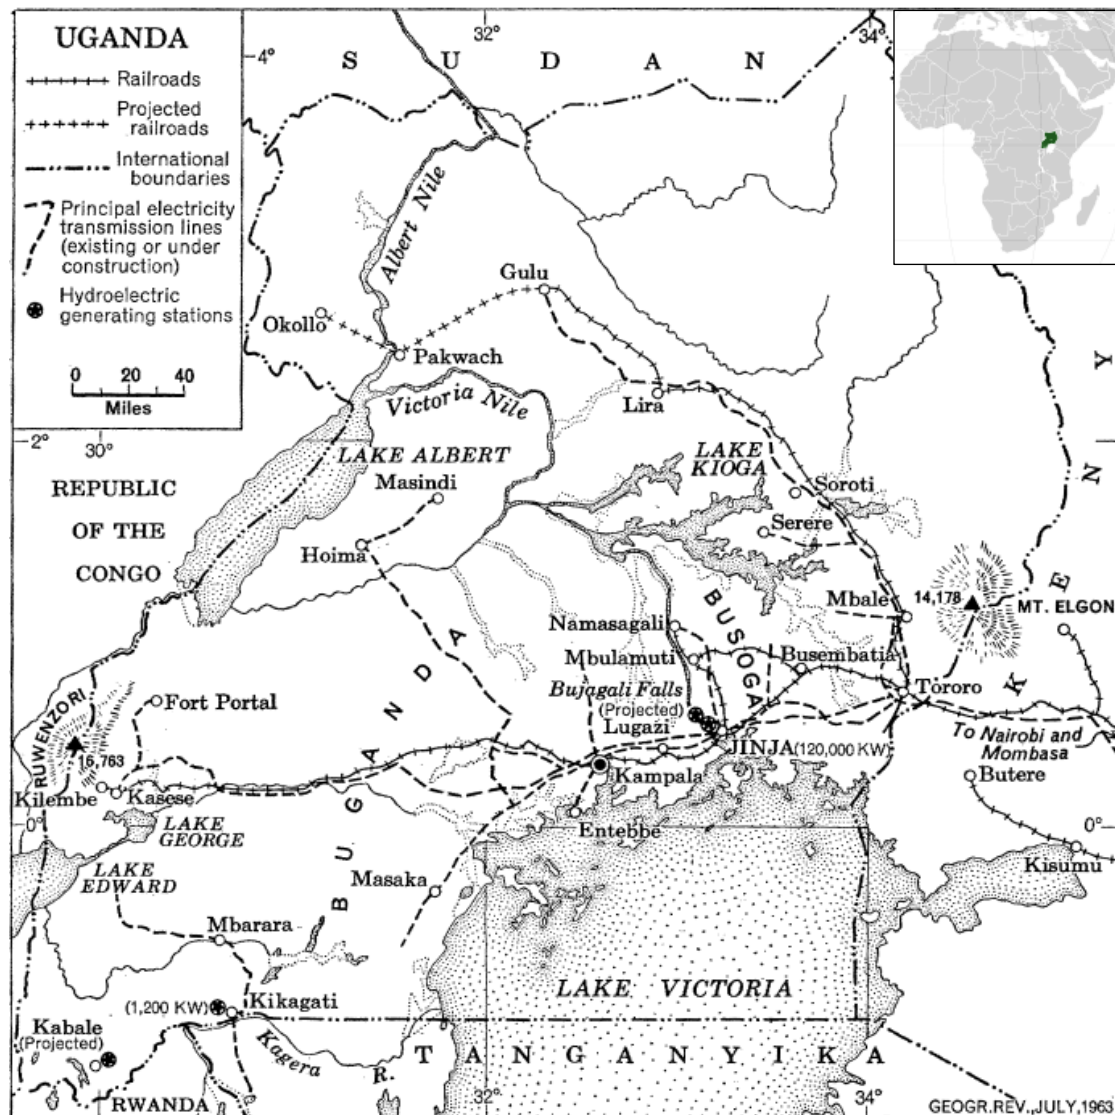 UGANDA
Railroads
Projected
railroads
International
boundaries
Principal electricity
transmission lines
(existing or under
construction)
Hydroelectric
generating stations
0 20 40
Miles
32°
34°
4°
SUDAN
Albert Nile
Gulu
Okollo
Pakwach
Victoria Nile
Lira
2°
30°
LAKE ALBERT
LAKE
KIOGA
REPUBLIC
OF THE
CONGO
Masindi
Soroti
Serere
Hoima
KENY
14,178
MT. ELGON
Mbale
BUSOGA
Namasagali
Mbulamuti
Busembatia
Bujagali Falls
(Projected)
Tororo
Fort Portal
RUWENZORI
16,763
Lugazi
JINJA (120,000 KW)
To Nairobi and
Mombasa
BUGANDA
Kampala
Butere
Kilembe
Kasese
0°
LAKE
GEORGE
Entebbe
0°
LAKE
EDWARD
Kisumu
Masaka
Mbarara
LAKE VICTORIA
(1,200 KW)
Kikagati
Kabale
(Projected)
Kagera R.
TANGANYIKA
RWANDA
32°
34°
GEOGR. REV., JULY, 1963